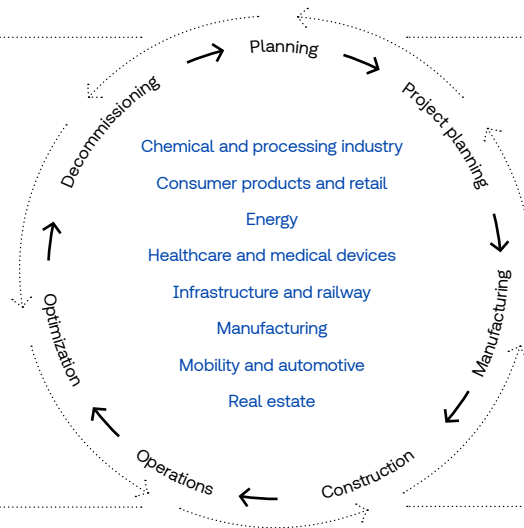 Planning
Project planning
Manufacturing
Construction
Operations
Optimization
Decommissioning
Chemical and processing industry
Consumer products and retail
Energy
Healthcare and medical devices
Infrastructure and railway
Manufacturing
Mobility and automotive
Real estate